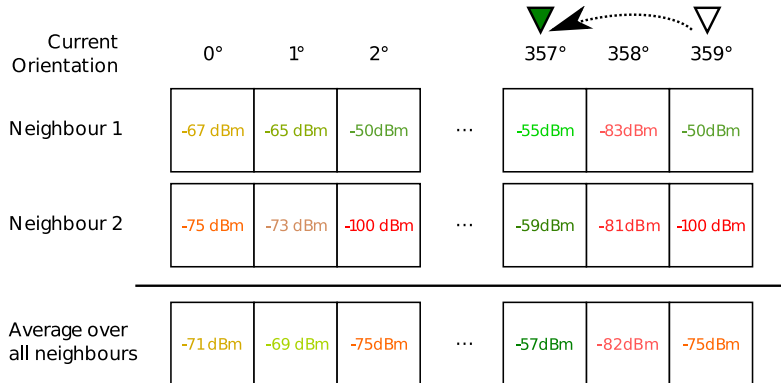 Current
Orientation
0° 1° 2° 357° 358° 359°
Neighbour 1 -67 dBm -65 dBm -50dBm ... -55dBm -83dBm -50dBm
Neighbour 2 -75 dBm -73 dBm -100 dBm ... -59dBm -81dBm -100 dBm
Average over
all neighbours
-71 dBm -69 dBm -75dBm ... -57dBm -82dBm -75dBm